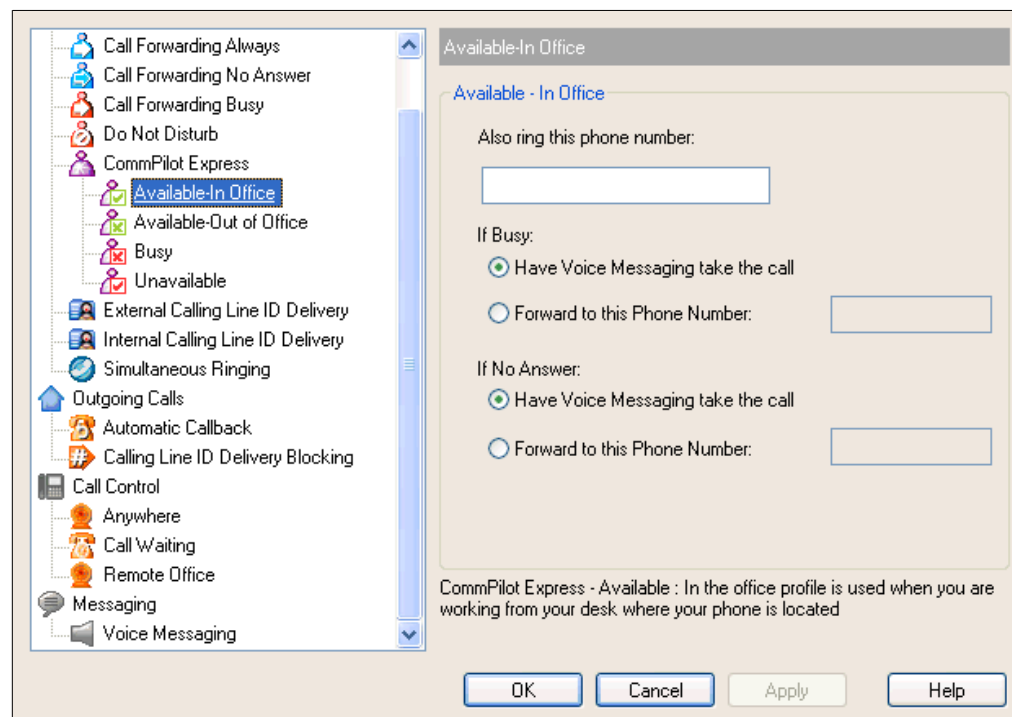 Call Forwarding Always
Call Forwarding No Answer
Call Forwarding Busy
Do Not Disturb
CommPilot Express
Available-In Office
Available-Out of Office
Busy
Unavailable
External Calling Line ID Delivery
Internal Calling Line ID Delivery
Simultaneous Ringing
Outgoing Calls
Automatic Callback
Calling Line ID Delivery Blocking
Call Control
Anywhere
Call Waiting
Remote Office
Messaging
Voice Messaging
Available-In Office
Available - In Office
Also ring this phone number:
If Busy:
Have Voice Messaging take the call
Forward to this Phone Number:
If No Answer:
Have Voice Messaging take the call
Forward to this Phone Number:
CommPilot Express - Available : In the office profile is used when you are
working from your desk where your phone is located
OK
Cancel
Apply
Help